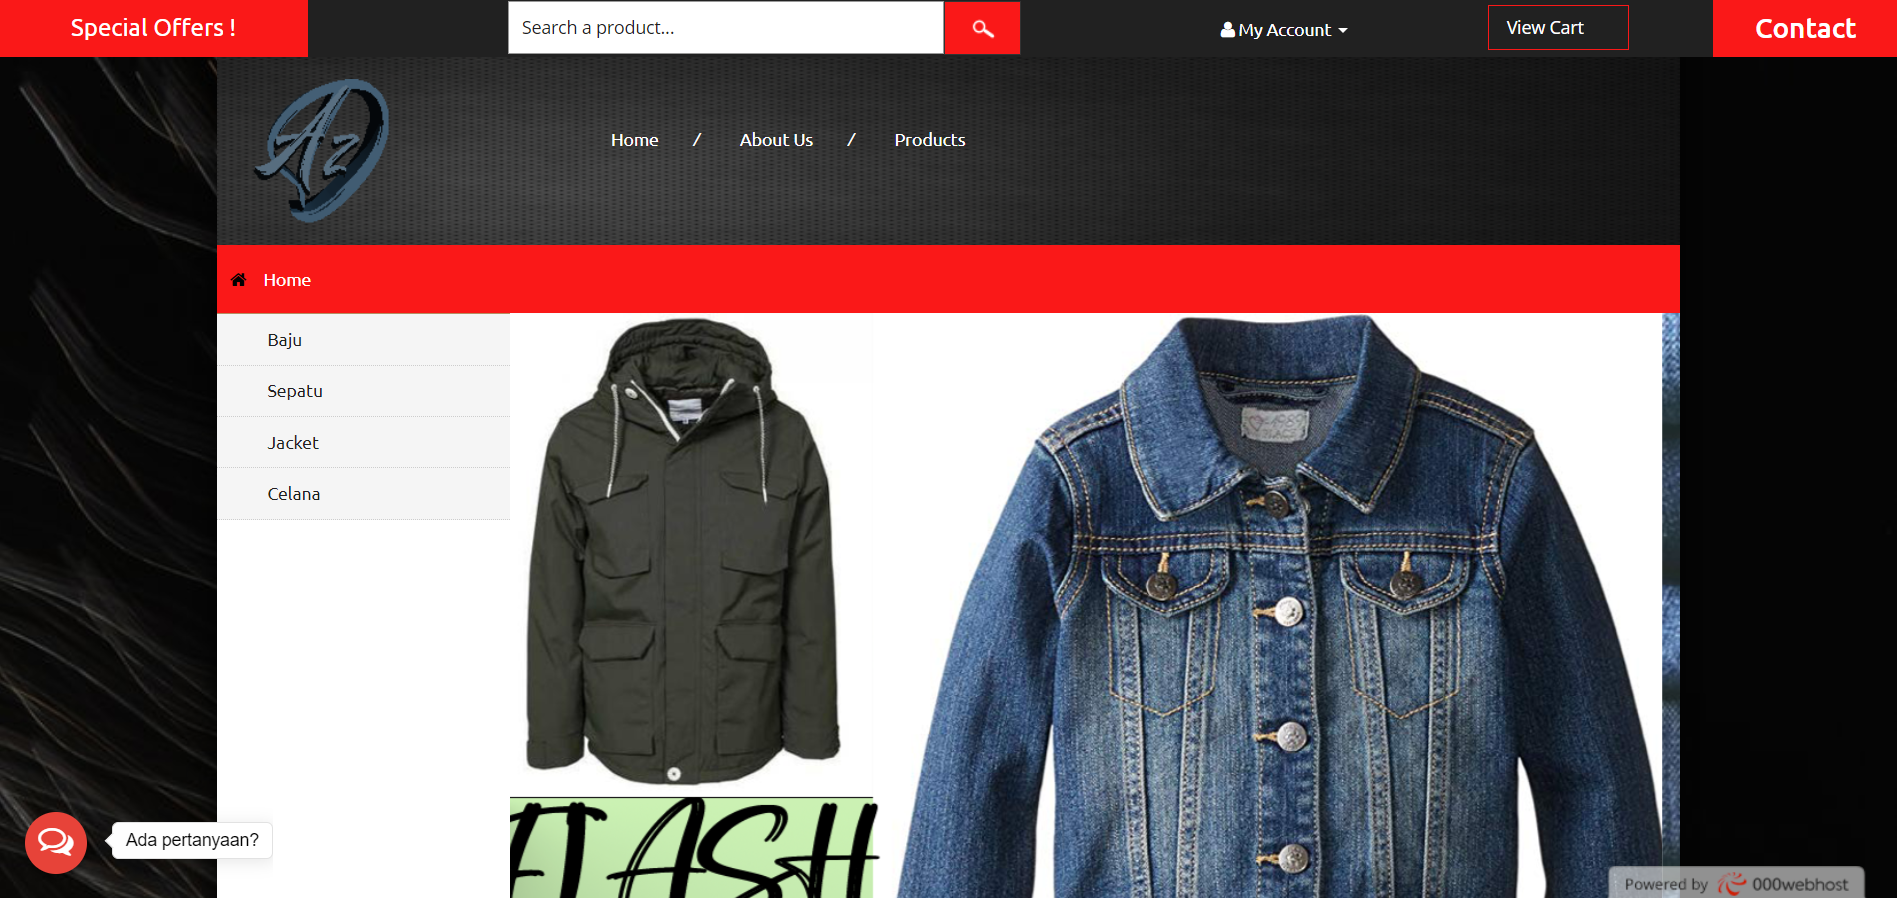 Special Offers !
Search a product...
My Account
View Cart
Contact
Az
Home / About Us / Products
Home
Baju
Sepatu
Jacket
Celana
FLASH
Ada pertanyaan?
Powered by 000webhost